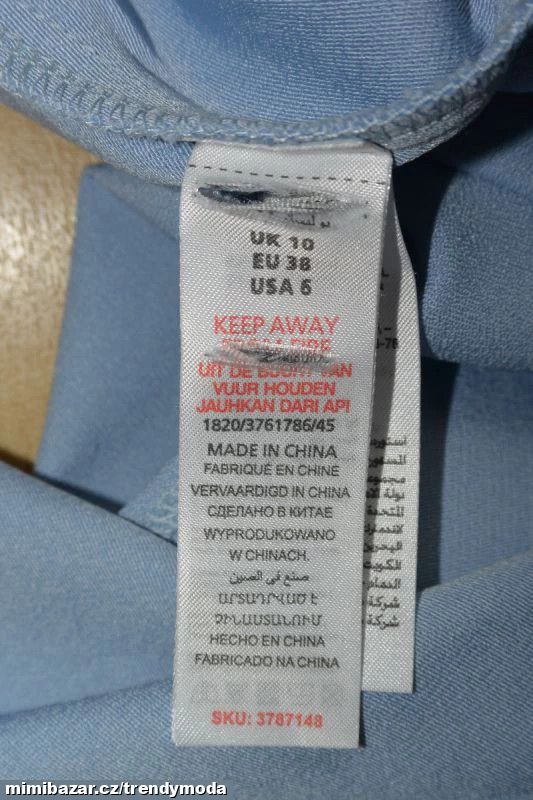 UK 10
EU 38
USA 6
KEEP AWAY
UIT DE BUURT VAN
VUUR HOUDEN
JAUHKAN DARI API
1820/3761786/45
MADE IN CHINA
FABRIQUÉ EN CHINE
VERVAARDIGD IN CHINA
СДЕЛАНО В КИТАЕ
WYPRODUKOWANO
W CHINACH.
صنع في الصين
ԱՐՏԱԴՐՎԱԾ Է
ՉԻՆԱՍՏԱՆՈՒՄ
HECHO EN CHINA
FABRICADO NA CHINA
SKU: 3787148
شركة
شركة
mimibazar.cz/trendymoda